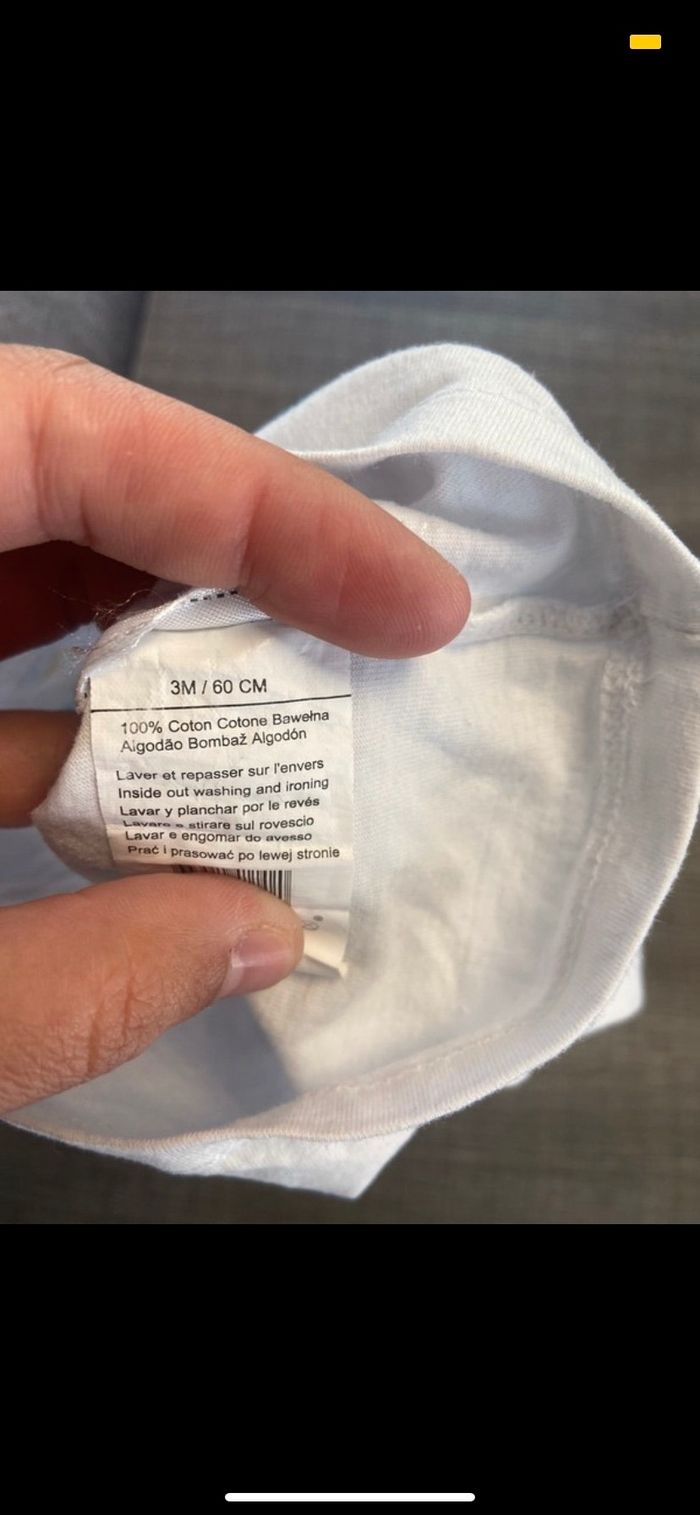 3M / 60 CM
100% Coton Cotone Bawełna
Algodão Bombaž Algodón
Laver et repasser sur l'envers
Inside out washing and ironing
Lavar y planchar por le revés
Lavare e stirare sul rovescio
Lavar e engomar do avesso
Prać i prasować po lewej stronie